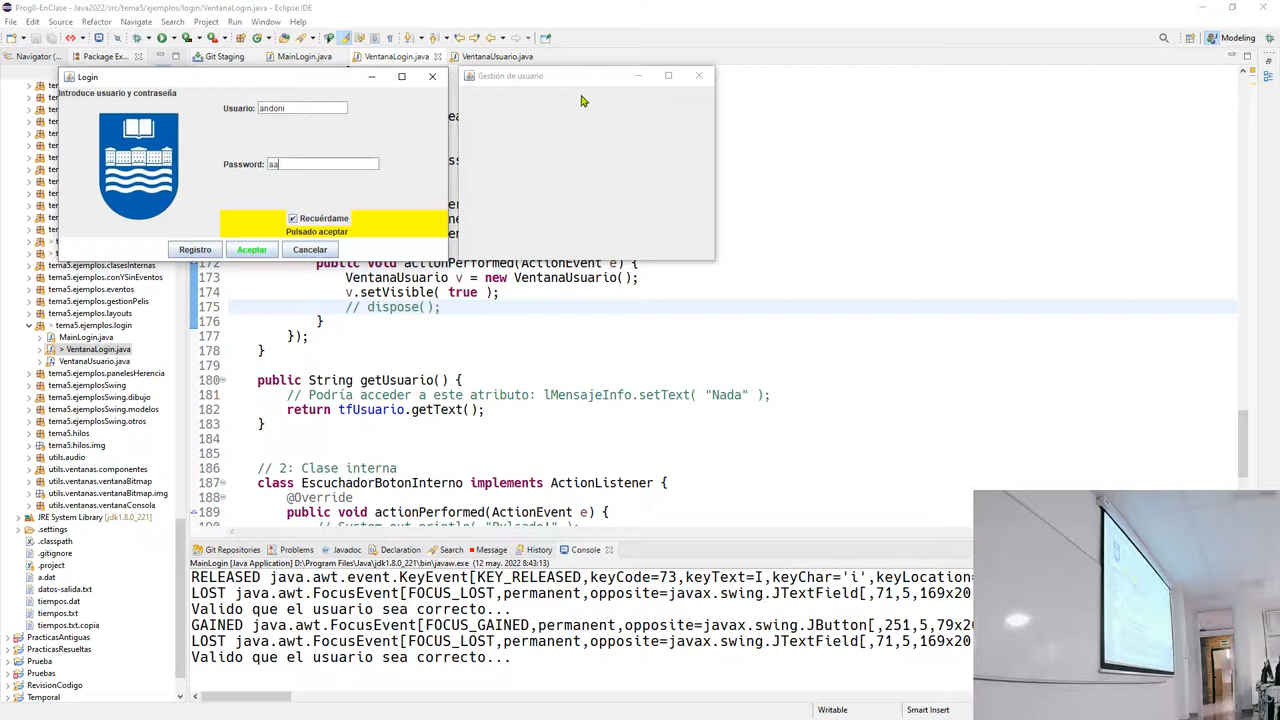 ProgII-EnClase - Java2022/src/tema5/ejemplos/login/VentanaLogin.java - Eclipse IDE
File Edit Source Refactor Navigate Search Project Run Window Help
Modeling
Navigator ( Package Ex... Git Staging MainLogin.java VentanaLogin.java VentanaUsuario.java
Login
Gestión de usuario
Introduce usuario y contraseña
Usuario: andoni
Password: aa
Recuérdame
Pulsado aceptar
Registro Aceptar Cancelar
tema5.ejemplos.clasesInternas
tema5.ejemplos.conYSinEventos
tema5.ejemplos.eventos
tema5.ejemplos.gestionPelis
tema5.ejemplos.layouts
> tema5.ejemplos.login
MainLogin.java
> VentanaLogin.java
VentanaUsuario.java
tema5.ejemplos.panelesHerencia
tema5.ejemplosSwing
tema5.ejemplosSwing.dibujo
tema5.ejemplosSwing.modelos
tema5.ejemplosSwing.otros
tema5.hilos
tema5.hilos.img
utils.audio
utils.ventanas.componentes
utils.ventanas.ventanaBitmap
utils.ventanas.ventanaBitmap.img
utils.ventanas.ventanaConsola
JRE System Library [jdk1.8.0_221]
.settings
.classpath
.gitignore
.project
a.dat
datos-salida.txt
tiempos.dat
tiempos.txt
tiempos.txt.copia
PracticasAntiguas
PracticasResueltas
Prueba
Pruebas
RevisionCodigo
Temporal
172 public void actionPerformed(ActionEvent e) {
173 VentanaUsuario v = new VentanaUsuario();
174 v.setVisible( true );
175 // dispose();
176 }
177 });
178 }
179
180 public String getUsuario() {
181 // Podría acceder a este atributo: lMensajeInfo.setText( "Nada" );
182 return tfUsuario.getText();
183 }
184
185
186 // 2: Clase interna
187 class EscuchadorBotonInterno implements ActionListener {
188 @Override
189 public void actionPerformed(ActionEvent e) {
190 // System.out.println( "Pulsado!" );
Git Repositories Problems Javadoc Declaration Search Message History Console
MainLogin [Java Application] D:\Program Files\Java\jdk1.8.0_221\bin\javaw.exe (12 may. 2022 8:43:13)
RELEASED java.awt.event.KeyEvent[KEY_RELEASED,keyCode=73,keyText=I,keyChar='i',keyLocation=
LOST java.awt.FocusEvent[FOCUS_LOST,permanent,opposite=javax.swing.JTextField[,71,5,169x20
Valido que el usuario sea correcto...
GAINED java.awt.FocusEvent[FOCUS_GAINED,permanent,opposite=javax.swing.JButton[,251,5,79x2
LOST java.awt.FocusEvent[FOCUS_LOST,permanent,opposite=javax.swing.JTextField[,71,5,169x20
Valido que el usuario sea correcto...
Writable Smart Insert